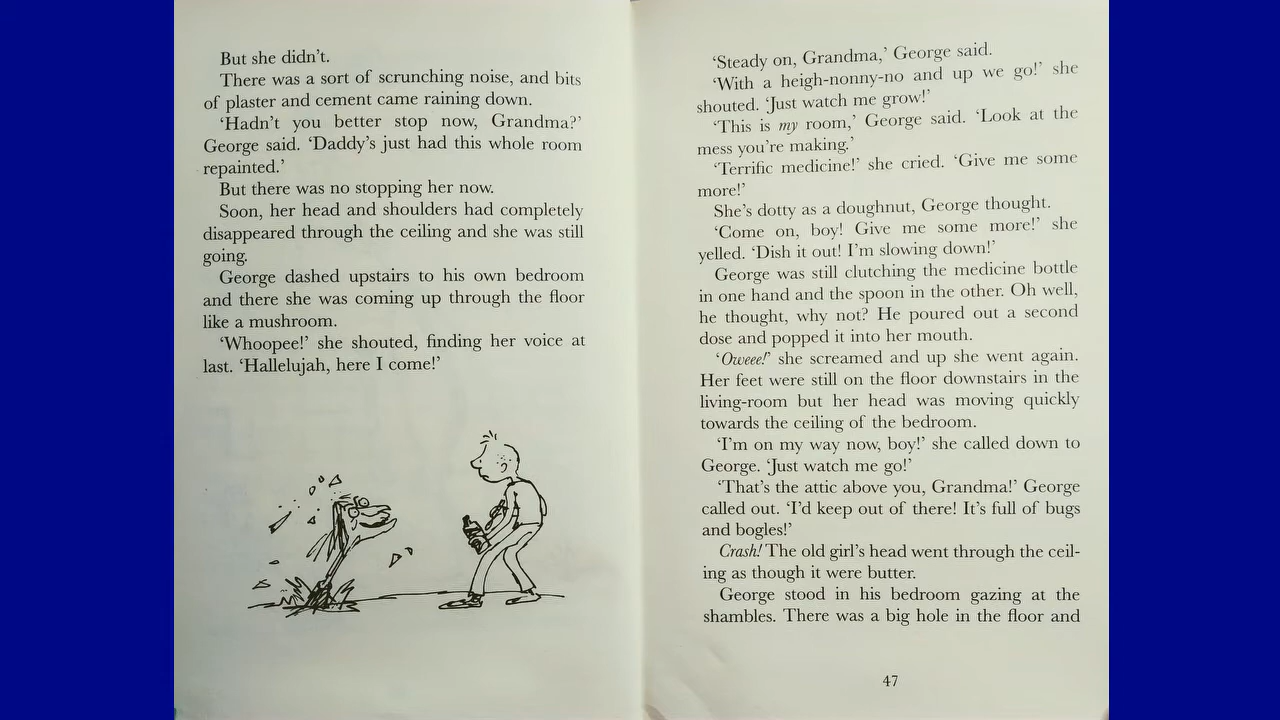 But she didn't.
There was a sort of scrunching noise, and bits
of plaster and cement came raining down.
‘Hadn't you better stop now, Grandma?’
George said. ‘Daddy's just had this whole room
repainted.’
But there was no stopping her now.
Soon, her head and shoulders had completely
disappeared through the ceiling and she was still
going.
George dashed upstairs to his own bedroom
and there she was coming up through the floor
like a mushroom.
‘Whoopee!’ she shouted, finding her voice at
last. ‘Hallelujah, here I come!’
‘Steady on, Grandma,’ George said.
‘With a heigh-nonny-no and up we go!’ she
shouted. ‘Just watch me grow!’
‘This is my room,’ George said. ‘Look at the
mess you're making.’
‘Terrific medicine!’ she cried. ‘Give me some
more!’
She's dotty as a doughnut, George thought.
‘Come on, boy! Give me some more!’ she
yelled. ‘Dish it out! I'm slowing down!’
George was still clutching the medicine bottle
in one hand and the spoon in the other. Oh well,
he thought, why not? He poured out a second
dose and popped it into her mouth.
‘Oweee!’ she screamed and up she went again.
Her feet were still on the floor downstairs in the
living-room but her head was moving quickly
towards the ceiling of the bedroom.
‘I'm on my way now, boy!’ she called down to
George. ‘Just watch me go!’
‘That's the attic above you, Grandma!’ George
called out. ‘I'd keep out of there! It's full of bugs
and bogles!’
Crash! The old girl's head went through the ceil-
ing as though it were butter.
George stood in his bedroom gazing at the
shambles. There was a big hole in the floor and
47